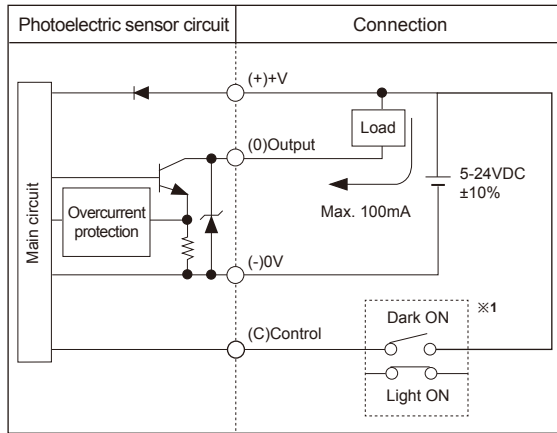 Photoelectric sensor circuit
Connection
(+)+V
Load
(0)Output
5-24VDC
±10%
Max. 100mA
Main circuit
Overcurrent
protection
(-)0V
※1
Dark ON
(C)Control
Light ON